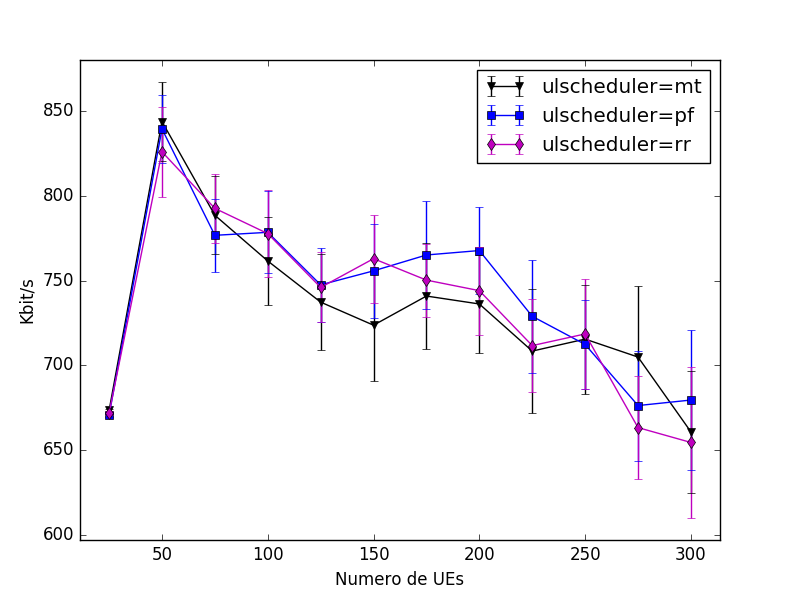 ulscheduler=mt
ulscheduler=pf
ulscheduler=rr
Kbit/s
850
800
750
700
650
600
50 100 150 200 250 300
Numero de UEs